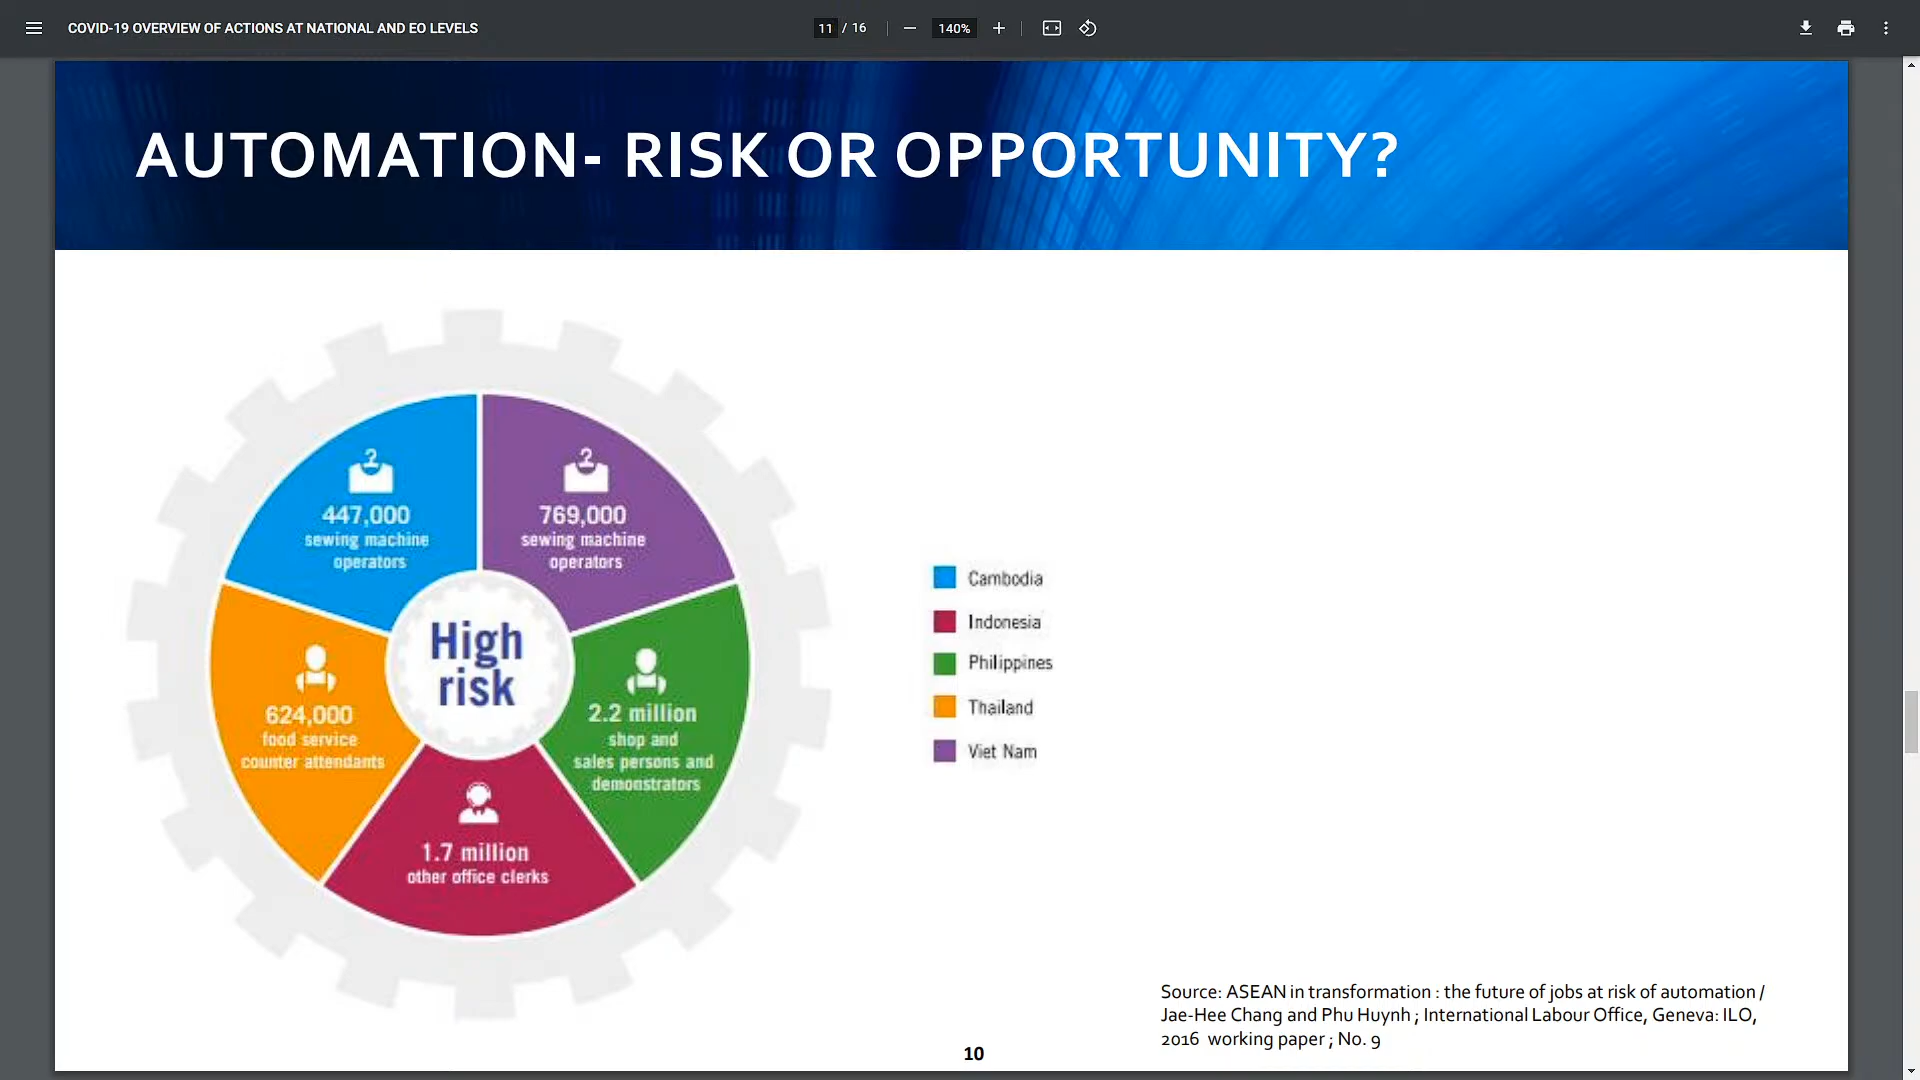 COVID-19 OVERVIEW OF ACTIONS AT NATIONAL AND EO LEVELS
11 / 16
140%
AUTOMATION- RISK OR OPPORTUNITY?
447,000
sewing machine
operators
769,000
sewing machine
operators
High
risk
624,000
food service
counter attendants
2.2 million
shop and
sales persons and
demonstrators
1.7 million
other office clerks
Cambodia
Indonesia
Philippines
Thailand
Viet Nam
Source: ASEAN in transformation : the future of jobs at risk of automation /
Jae-Hee Chang and Phu Huynh ; International Labour Office, Geneva: ILO,
2016 working paper ; No. 9
10